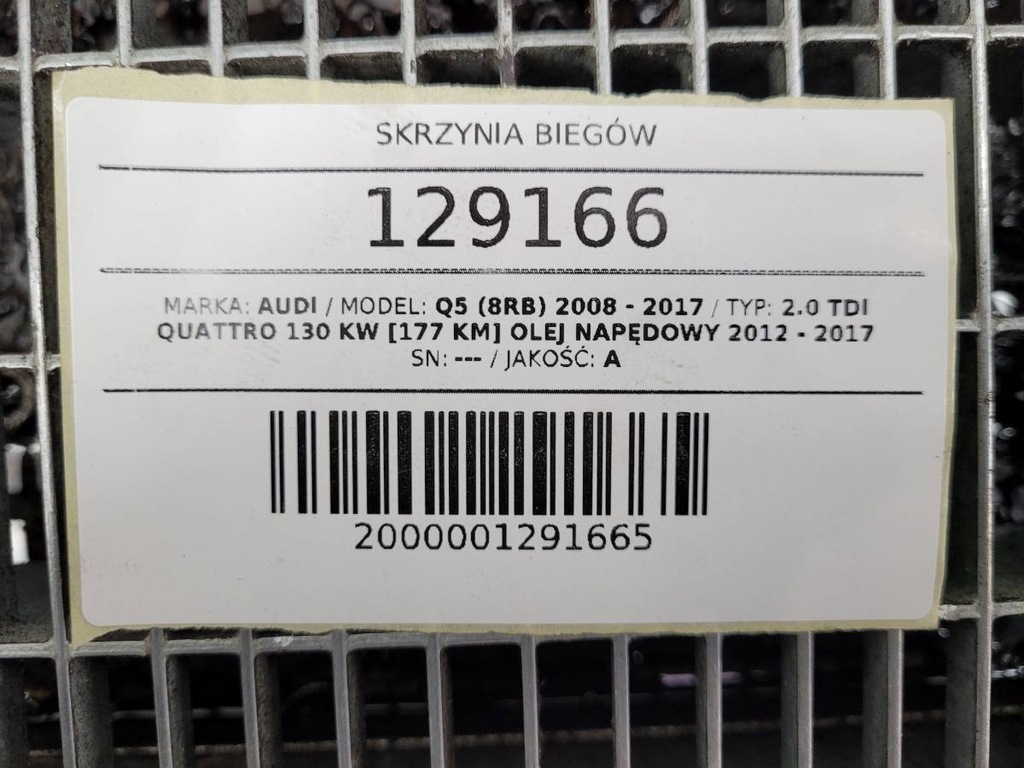 SKRZYNIA BIEGÓW
129166
MARKA: AUDI / MODEL: Q5 (8RB) 2008 - 2017 / TYP: 2.0 TDI
QUATTRO 130 KW [177 KM] OLEJ NAPĘDOWY 2012 - 2017
SN: --- / JAKOŚĆ: A
2000001291665